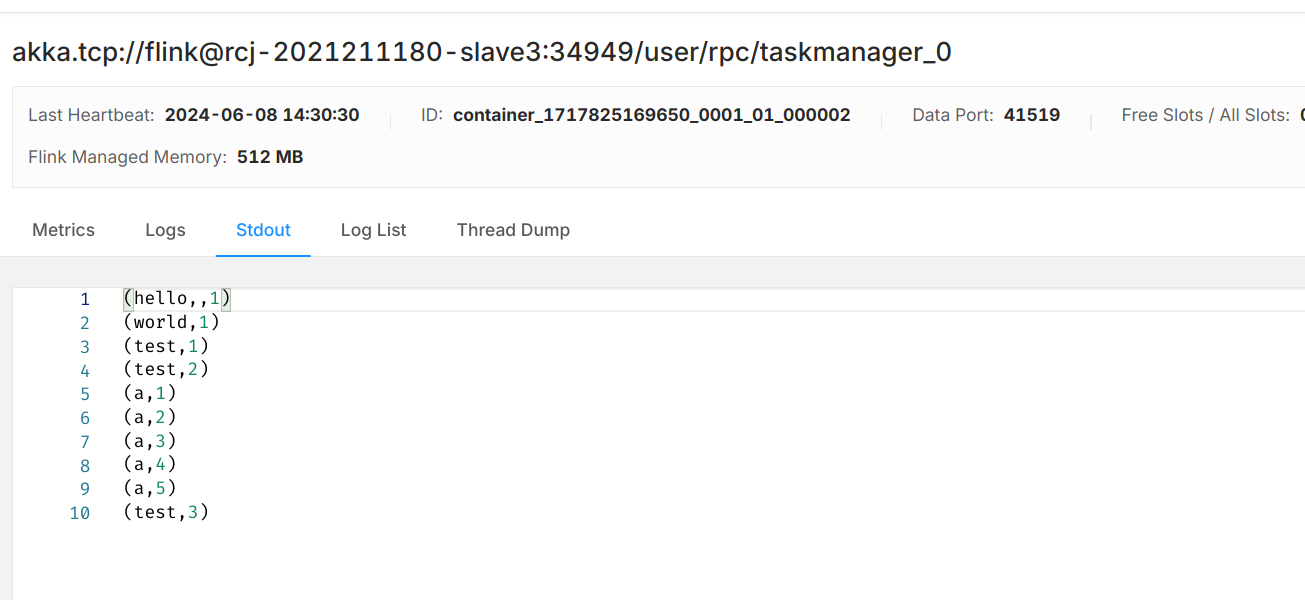 akka.tcp://flink@rcj-2021211180-slave3:34949/user/rpc/taskmanager_0
Last Heartbeat: 2024-06-08 14:30:30 ID: container_1717825169650_0001_01_000002 Data Port: 41519 Free Slots / All Slots:
Flink Managed Memory: 512 MB
Metrics Logs Stdout Log List Thread Dump
1 (hello,,1)
2 (world,1)
3 (test,1)
4 (test,2)
5 (a,1)
6 (a,2)
7 (a,3)
8 (a,4)
9 (a,5)
10 (test,3)